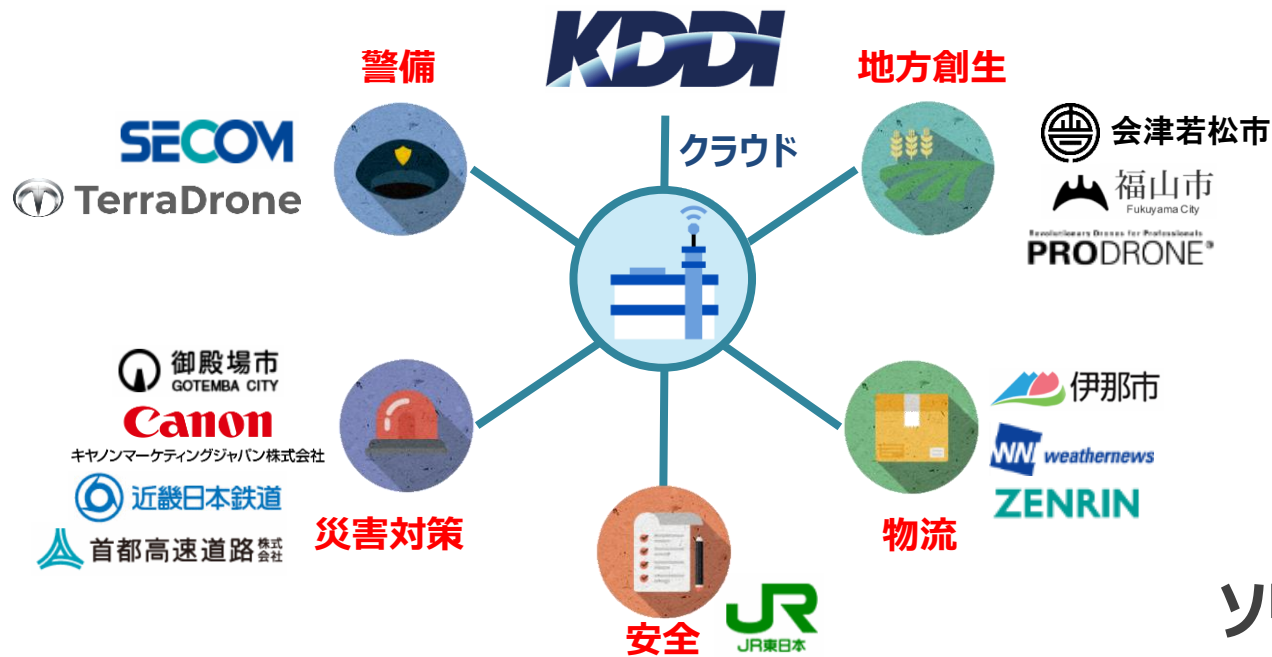 KDDI
警備
地方創生
クラウド
SECOM
TerraDrone
会津若松市
福山市
Fukuyama City
Revolutionary Drones for Professionals
PRODRONE®
御殿場市
GOTEMBA CITY
Canon
キヤノンマーケティングジャパン株式会社
近畿日本鉄道
首都高速道路株式会社
災害対策
伊那市
WNI weathernews
ZENRIN
物流
安全
JR
JR東日本
ソ